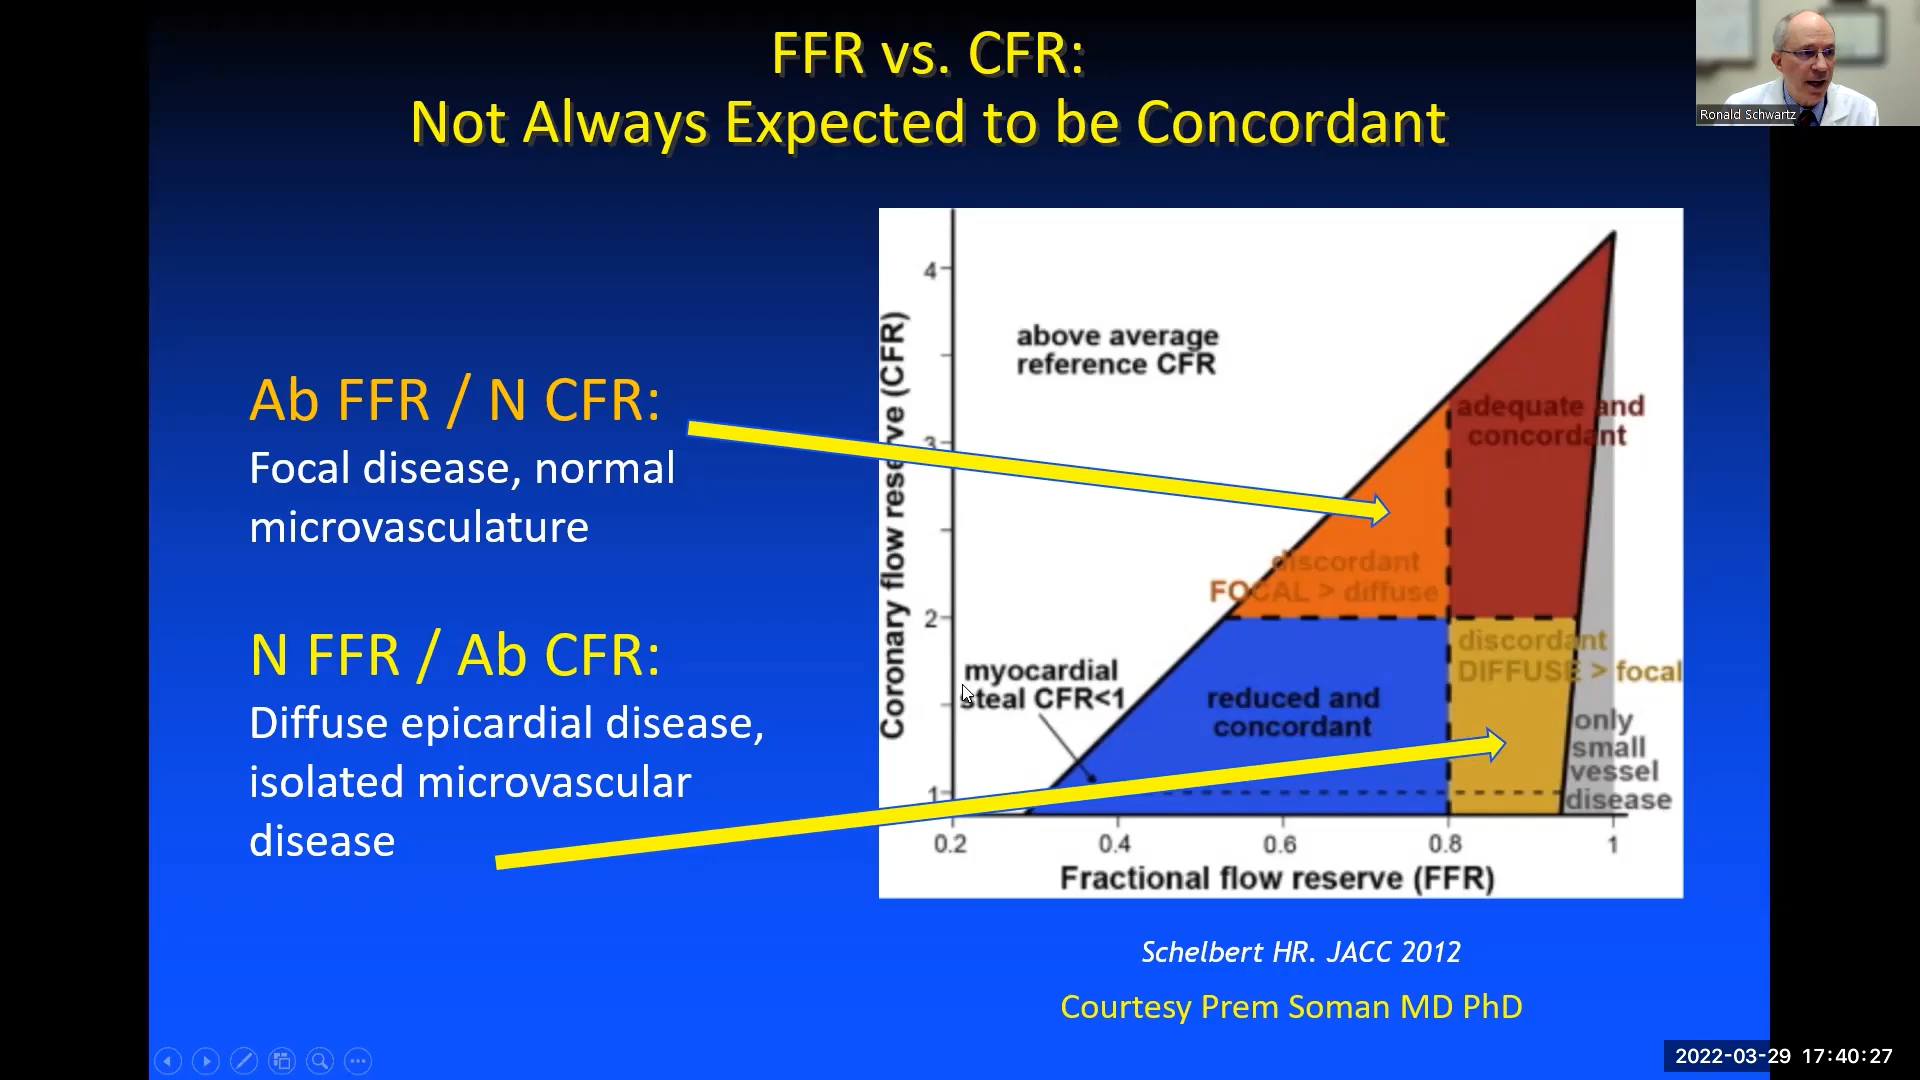 FFR vs. CFR:
Not Always Expected to be Concordant
Ronald Schwartz
Ab FFR / N CFR:
Focal disease, normal
microvasculature
N FFR / Ab CFR:
Diffuse epicardial disease,
isolated microvascular
disease
Coronary flow reserve (CFR)
4
3
2
1
above average
reference CFR
adequate and
concordant
discordant
FOCAL > diffuse
discordant
DIFFUSE > focal
myocardial
steal CFR<1
reduced and
concordant
only
small
vessel
disease
0.2
0.4
0.6
0.8
1
Fractional flow reserve (FFR)
Schelbert HR. JACC 2012
Courtesy Prem Soman MD PhD
2022-03-29 17:40:27